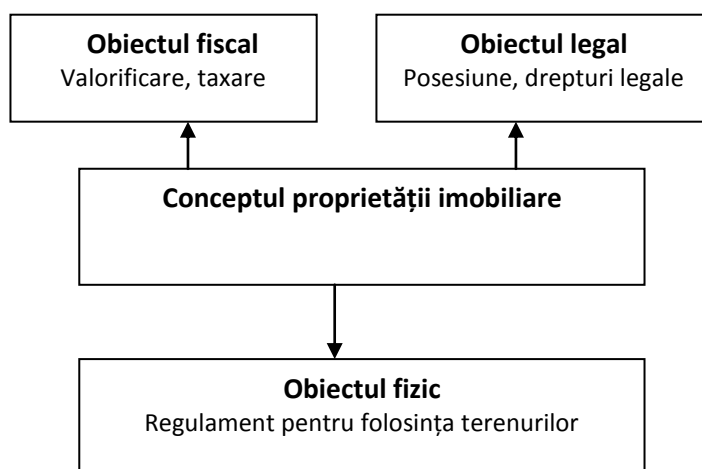 Obiectul fiscal
Valorificare, taxare
Obiectul legal
Posesiune, drepturi legale
Conceptul proprietății imobiliare
Obiectul fizic
Regulament pentru folosința terenurilor